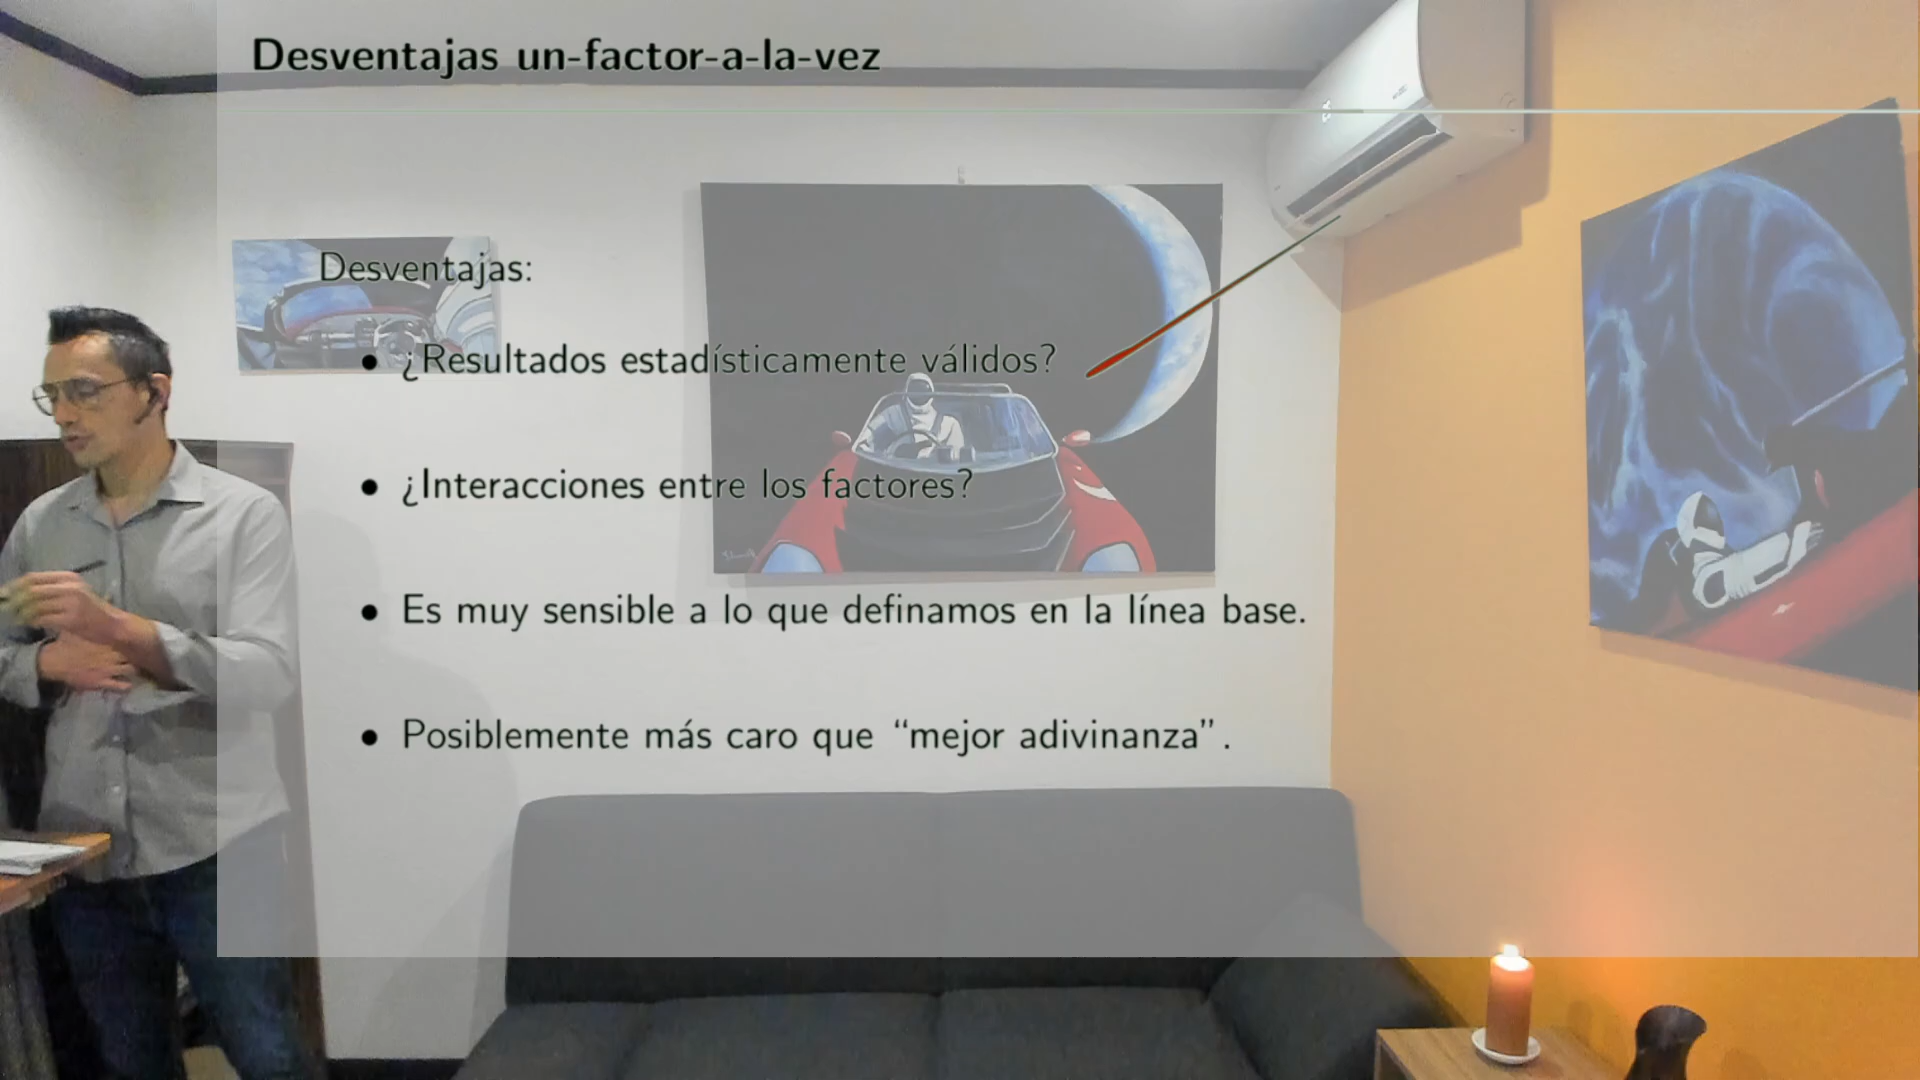 Desventajas un-factor-a-la-vez
Desventajas:
• ¿Resultados estadísticamente válidos?
• ¿Interacciones entre los factores?
• Es muy sensible a lo que definamos en la línea base.
• Posiblemente más caro que “mejor adivinanza”.